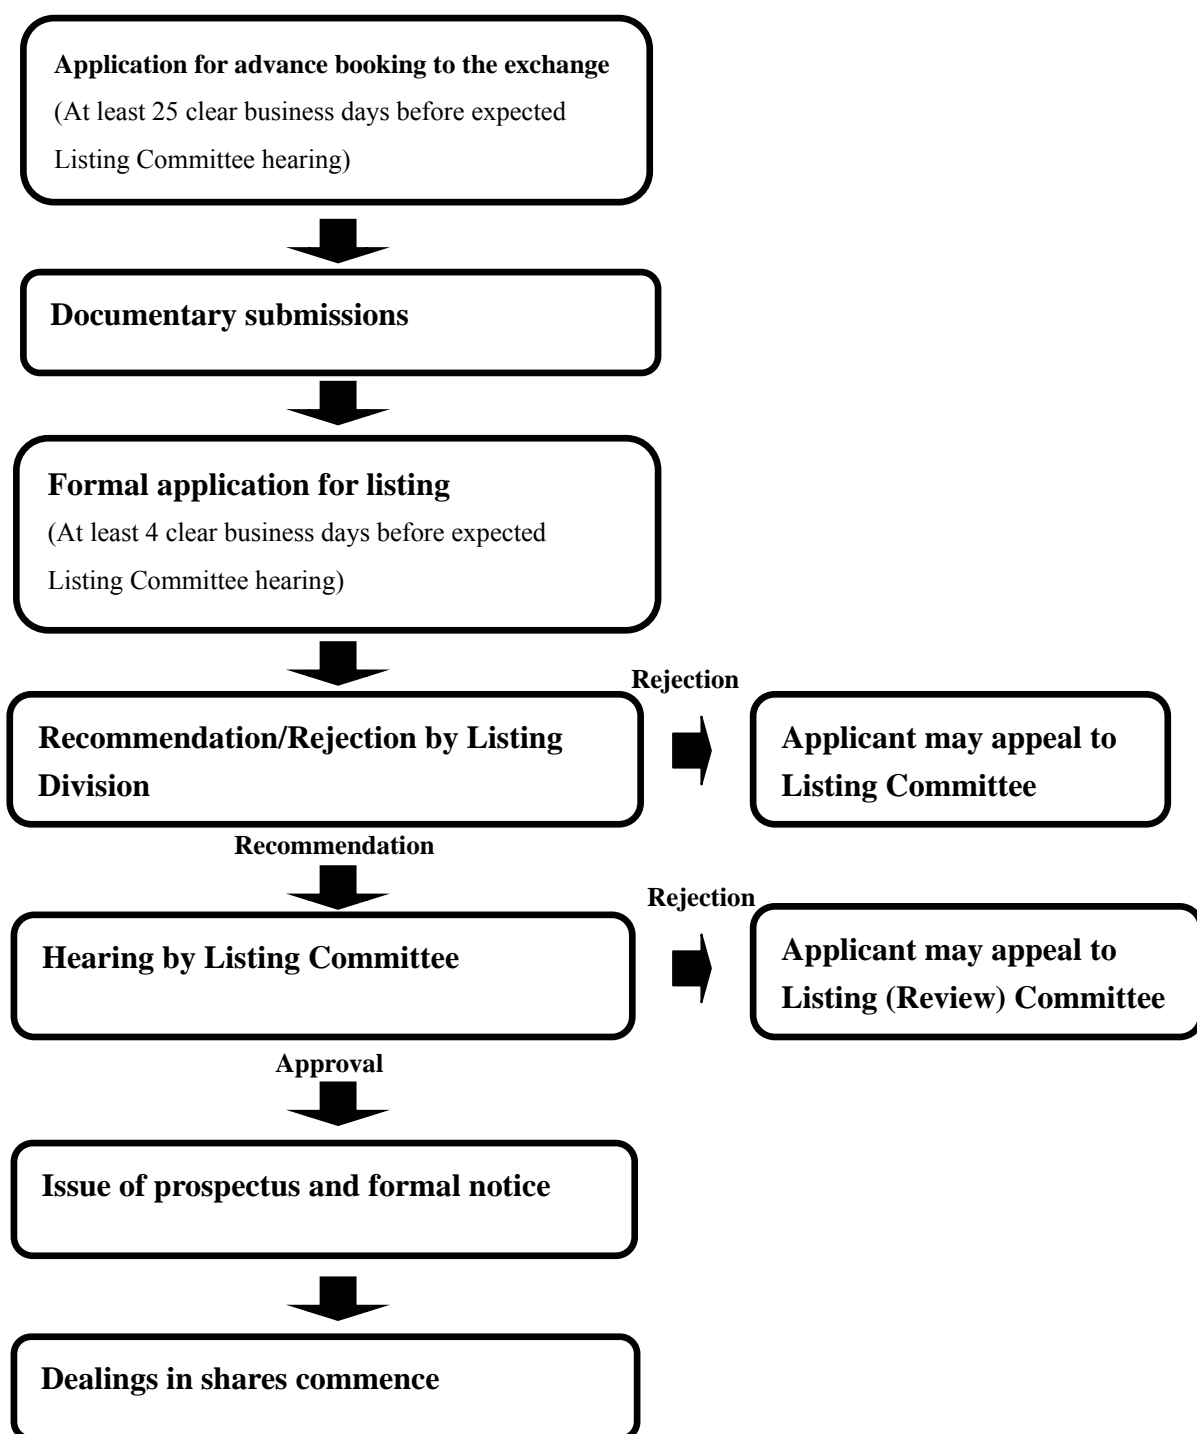 Application for advance booking to the exchange
(At least 25 clear business days before expected
Listing Committee hearing)
Documentary submissions
Formal application for listing
(At least 4 clear business days before expected
Listing Committee hearing)
Rejection
Recommendation/Rejection by Listing
Division
Applicant may appeal to
Listing Committee
Recommendation
Rejection
Hearing by Listing Committee
Applicant may appeal to
Listing (Review) Committee
Approval
Issue of prospectus and formal notice
Dealings in shares commence